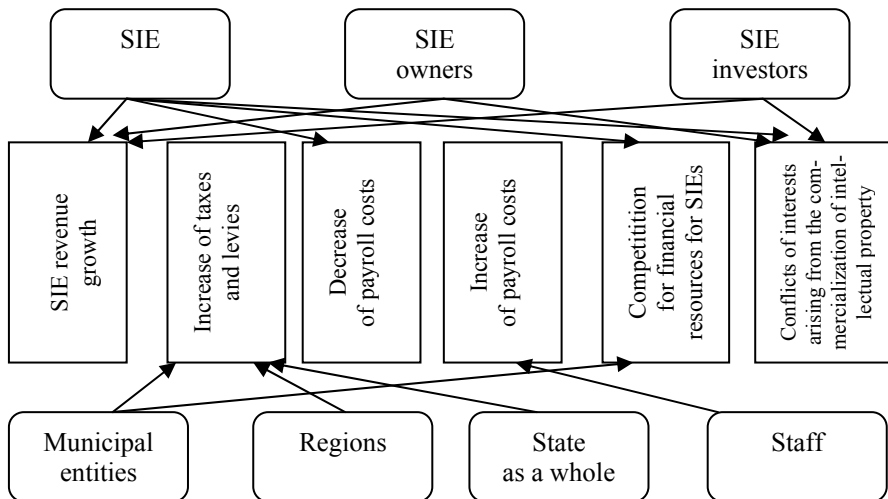 SIE
SIE
owners
SIE
investors
SIE revenue
growth
Increase of taxes
and levies
Decrease
of payroll costs
Increase
of payroll costs
Competitition
for financial
resources for SIEs
Conflicts of interests
arising from the com-
mercialization of intel-
lectual property
Municipal
entities
Regions
State
as a whole
Staff